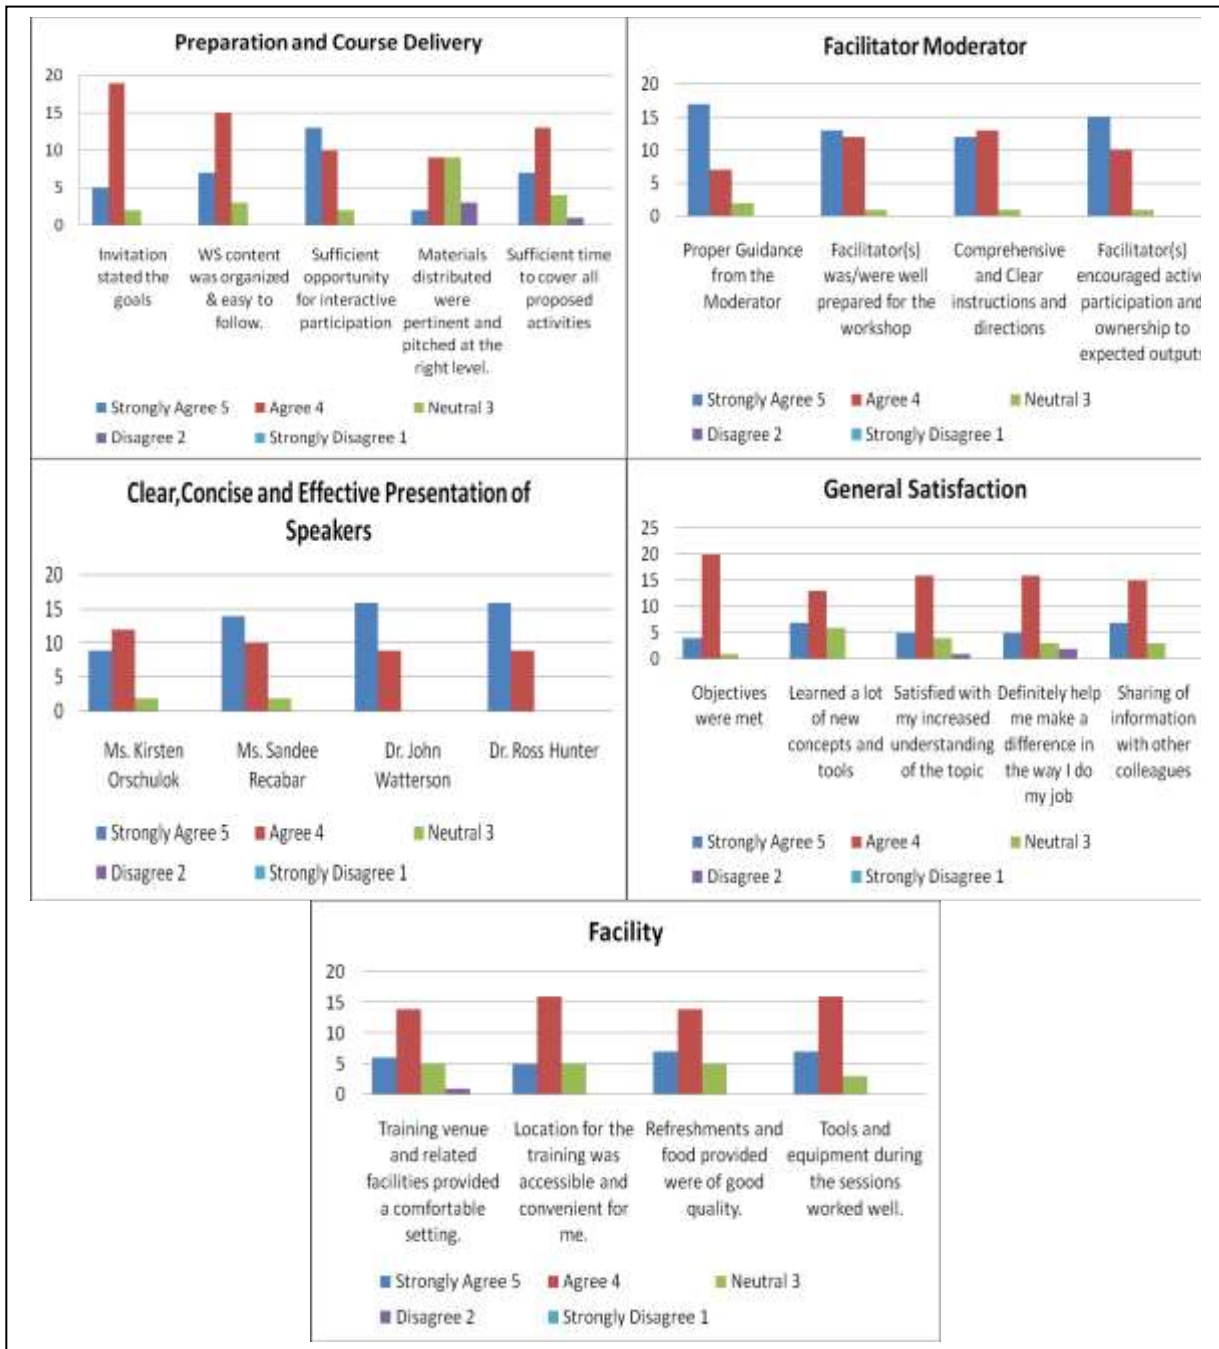 Preparation and Course Delivery
20
15
10
5
0
Invitation stated the goals
WS content was organized & easy to follow.
Sufficient opportunity for interactive participation
Materials distributed were pertinent and pitched at the right level.
Sufficient time to cover all proposed activities
Strongly Agree 5
Agree 4
Neutral 3
Disagree 2
Strongly Disagree 1
Facilitator Moderator
20
15
10
5
0
Proper Guidance from the Moderator
Facilitator(s) was/were well prepared for the workshop
Comprehensive and Clear instructions and directions
Facilitator(s) encouraged active participation and ownership to expected outputs
Strongly Agree 5
Agree 4
Neutral 3
Disagree 2
Strongly Disagree 1
Clear,Concise and Effective Presentation of
Speakers
20
15
10
5
0
Ms. Kirsten Orschulok
Ms. Sandee Recabar
Dr. John Watterson
Dr. Ross Hunter
Strongly Agree 5
Agree 4
Neutral 3
Disagree 2
Strongly Disagree 1
General Satisfaction
25
20
15
10
5
0
Objectives were met
Learned a lot of new concepts and tools
Satisfied with my increased understanding of the topic
Definitely help me make a difference in the way I do my job
Sharing of information with other colleagues
Strongly Agree 5
Agree 4
Neutral 3
Disagree 2
Strongly Disagree 1
Facility
20
15
10
5
0
Training venue and related facilities provided a comfortable setting.
Location for the training was accessible and convenient for me.
Refreshments and food provided were of good quality.
Tools and equipment during the sessions worked well.
Strongly Agree 5
Agree 4
Neutral 3
Disagree 2
Strongly Disagree 1